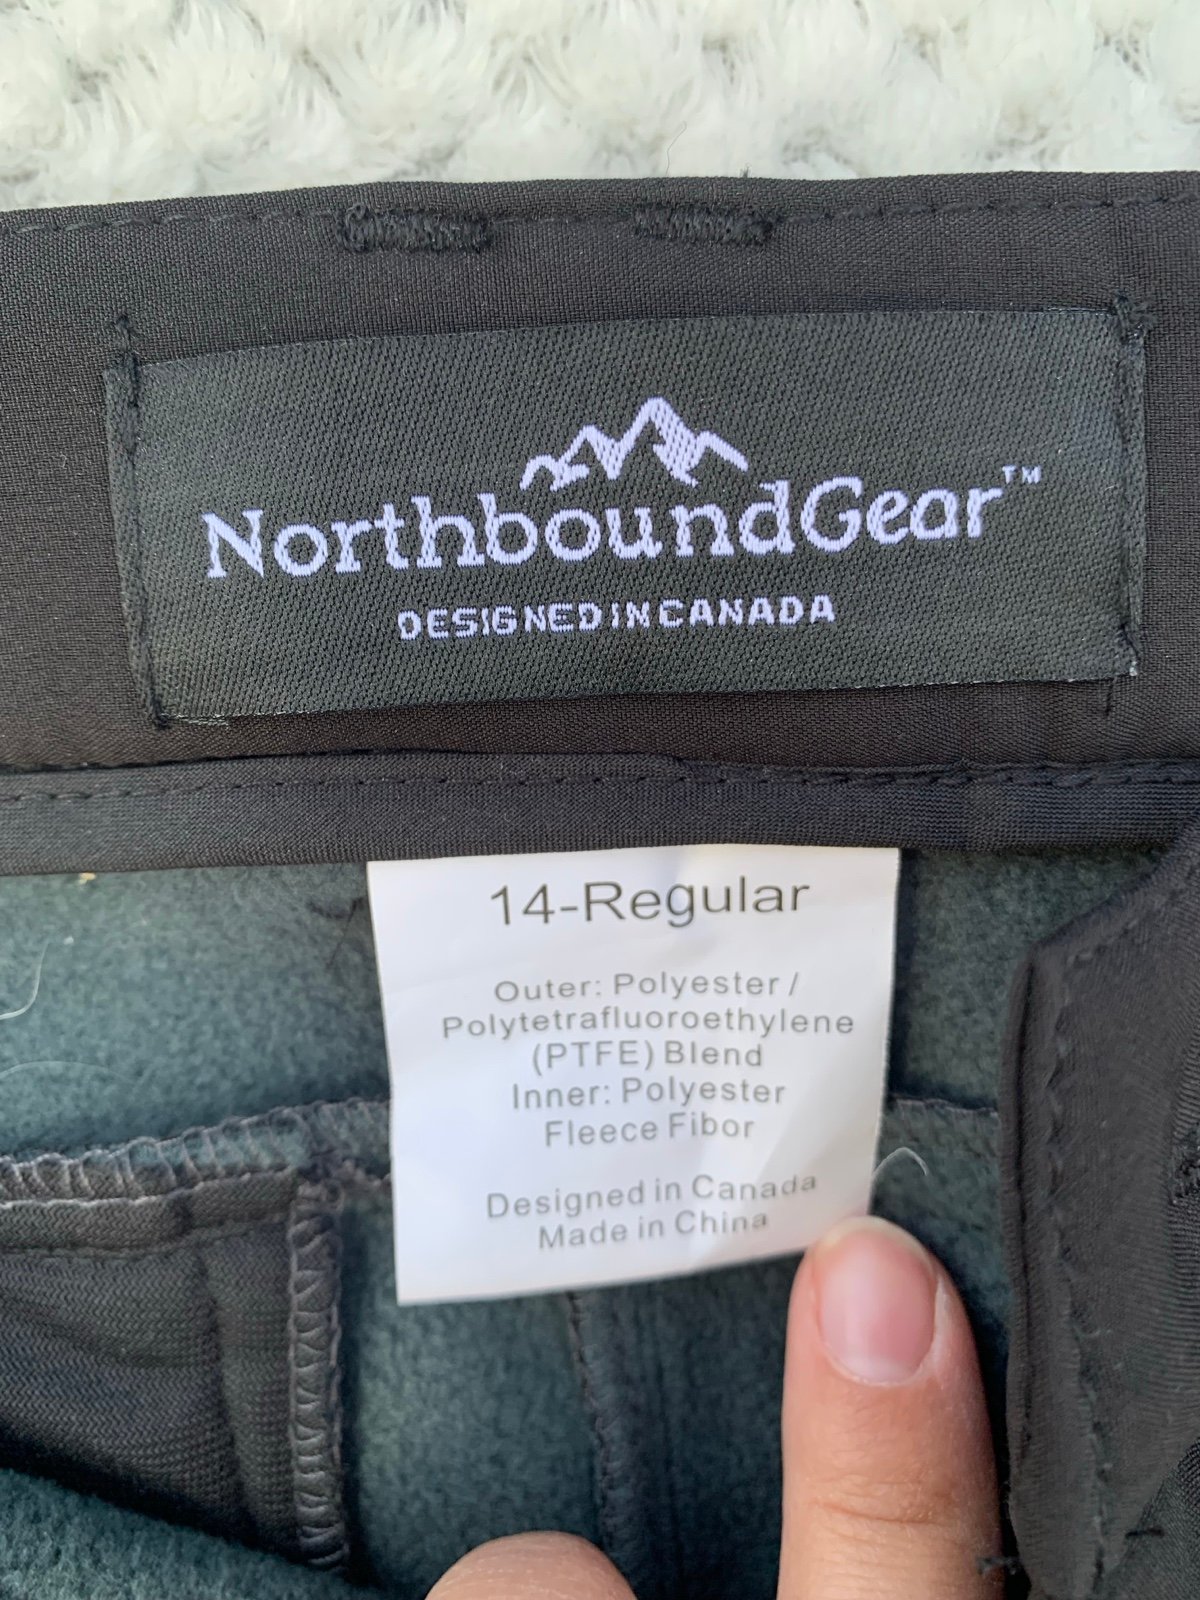 NorthboundGear™
DESIGNED IN CANADA
14-Regular
Outer: Polyester /
Polytetrafluoroethylene
(PTFE) Blend
Inner: Polyester
Fleece Fibor
Designed in Canada
Made in China